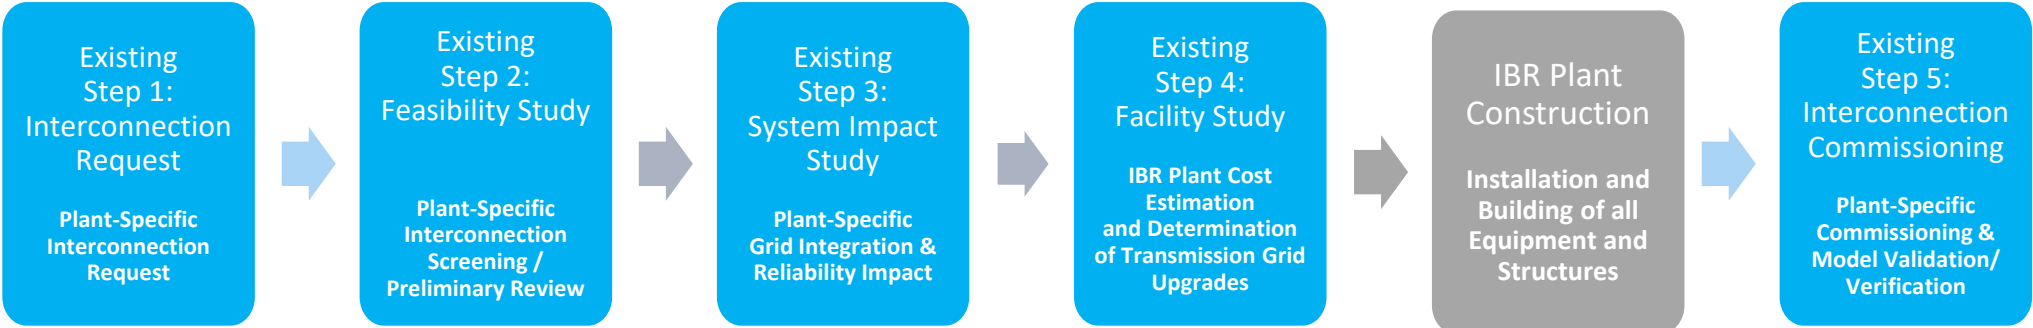 Existing
Step 1:
Interconnection
Request
Plant-Specific
Interconnection
Request
Existing
Step 2:
Feasibility Study
Plant-Specific
Interconnection
Screening /
Preliminary Review
Existing
Step 3:
System Impact
Study
Plant-Specific
Grid Integration &
Reliability Impact
Existing
Step 4:
Facility Study
IBR Plant Cost
Estimation
and Determination
of Transmission Grid
Upgrades
IBR Plant
Construction
Installation and
Building of all
Equipment and
Structures
Existing
Step 5:
Interconnection
Commissioning
Plant-Specific
Commissioning &
Model Validation/
Verification